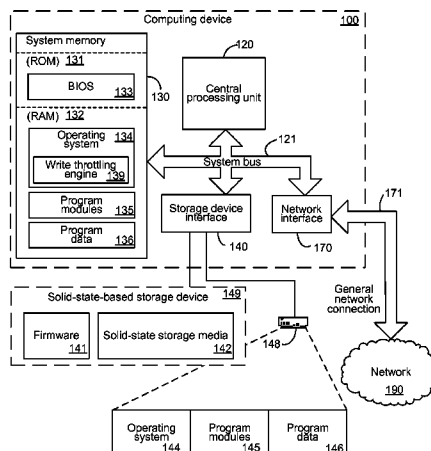 Computing device 100
System memory
(ROM) 131
BIOS 133
130
120
Central
processing unit
(RAM) 132
Operating
system 134
Write throttling
engine 139
Program
modules 135
Program
data 136
121
System bus
Storage device
interface
140
Network
interface
170
171
General
network
connection
Solid-state-based storage device 149
Firmware
141
Solid-state storage media
142
148
Network
190
Operating
system
144
Program
modules
145
Program
data
146